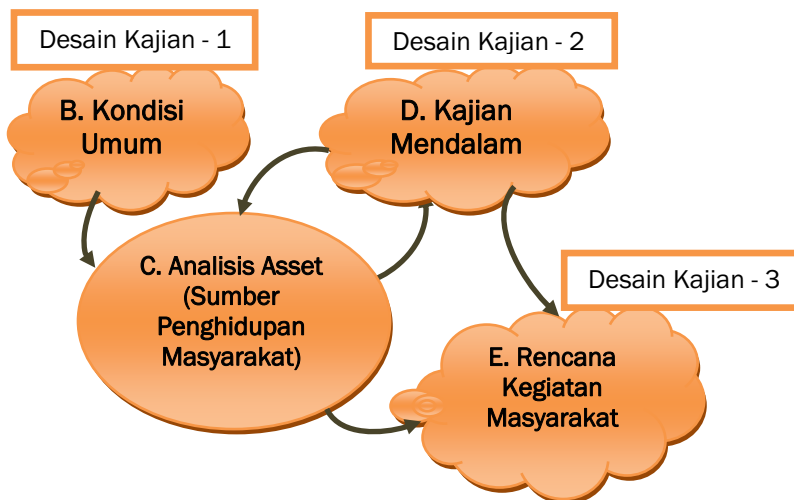 Desain Kajian - 1
Desain Kajian - 2
B. Kondisi
Umum
D. Kajian
Mendalam
C. Analisis Asset
(Sumber
Penghidupan
Masyarakat)
Desain Kajian - 3
E. Rencana
Kegiatan
Masyarakat